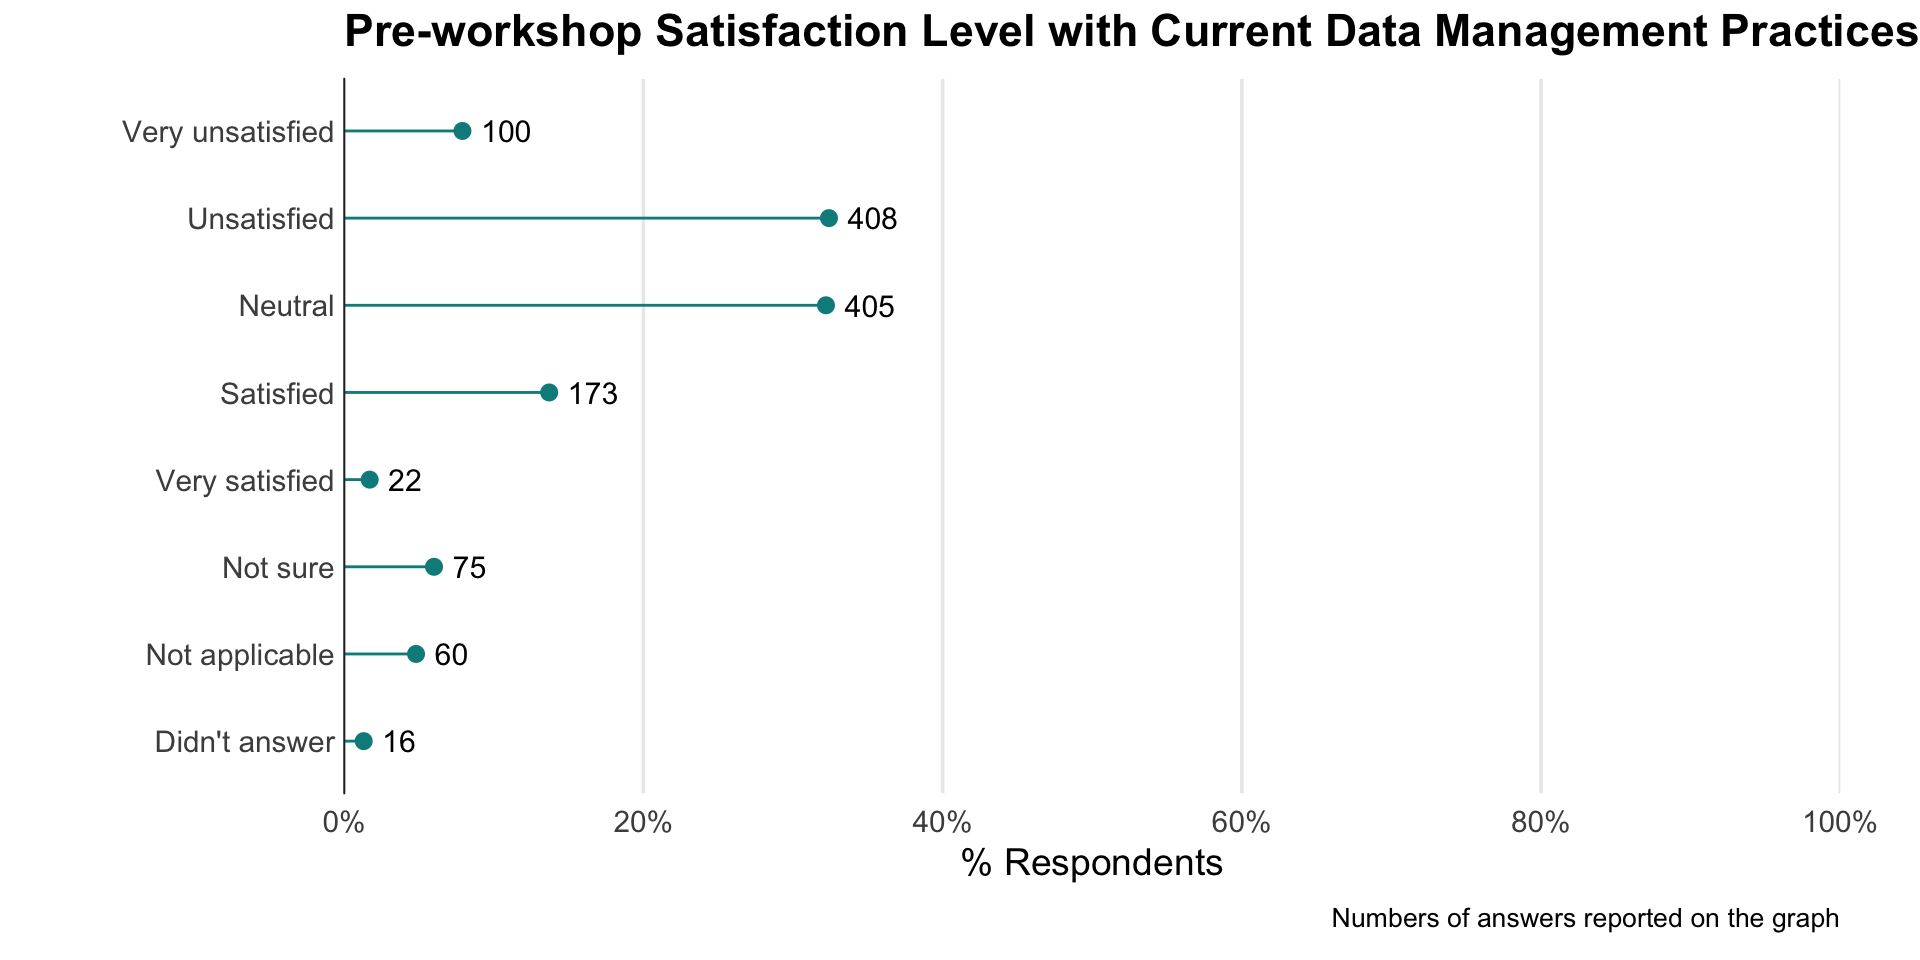 Pre-workshop Satisfaction Level with Current Data Management Practices
Very unsatisfied 100
Unsatisfied 408
Neutral 405
Satisfied 173
Very satisfied 22
Not sure 75
Not applicable 60
Didn't answer 16
0% 20% 40% 60% 80% 100%
% Respondents
Numbers of answers reported on the graph